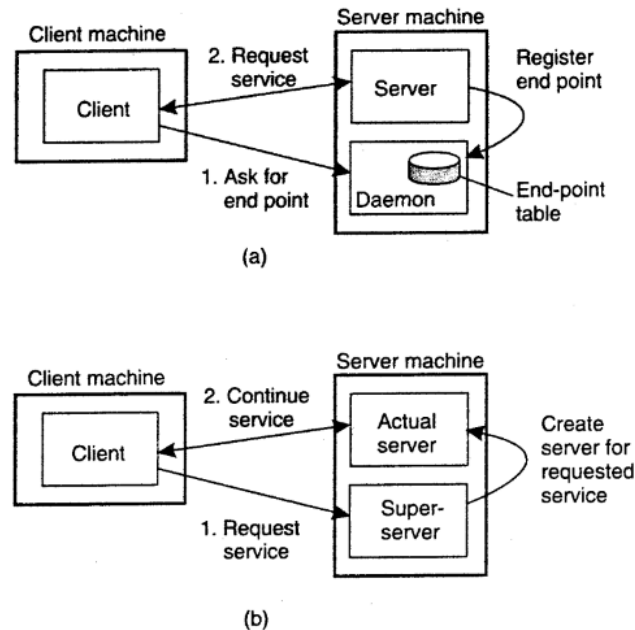 Client machine
Client
2. Request
service
1. Ask for
end point
Server machine
Server
Daemon
Register
end point
End-point
table
(a)
Client machine
Client
2. Continue
service
1. Request
service
Server machine
Actual
server
Super-
server
Create
server for
requested
service
(b)